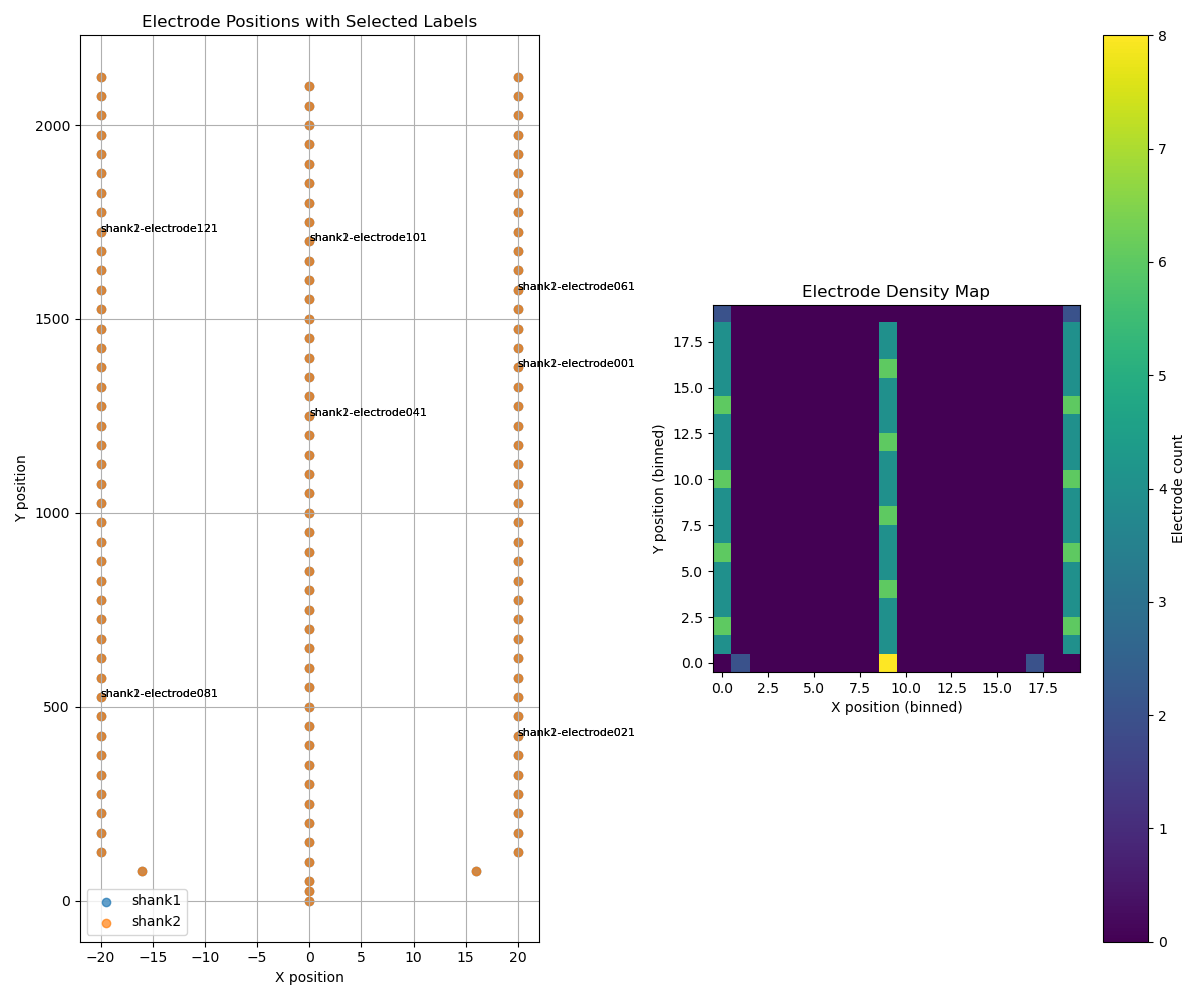 Electrode Positions with Selected Labels
2000
1500
1000
500
0
Y position
shank2-electrode121
shank2-electrode101
shank2-electrode061
shank2-electrode001
shank2-electrode041
shank2-electrode081
shank2-electrode021
shank1
shank2
−20 −15 −10 −5 0 5 10 15 20
X position
Electrode Density Map
17.5
15.0
12.5
10.0
7.5
5.0
2.5
0.0
Y position (binned)
0.0 2.5 5.0 7.5 10.0 12.5 15.0 17.5
X position (binned)
8
7
6
5
4
3
2
1
0
Electrode count